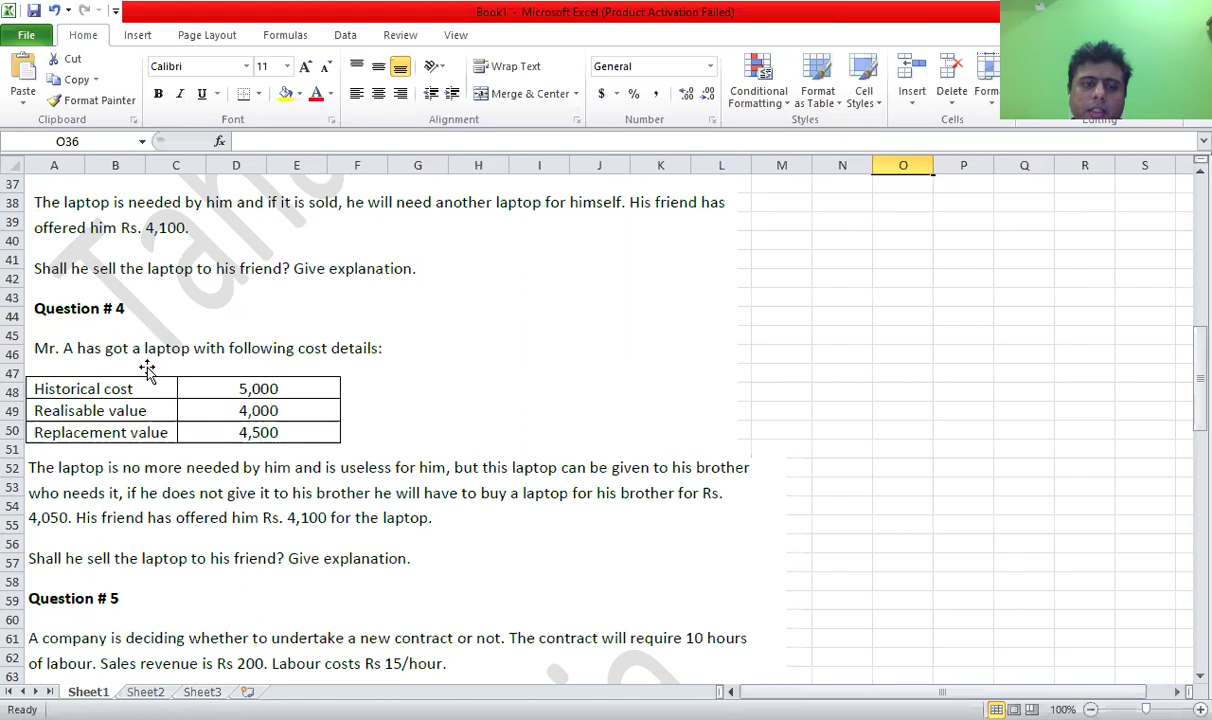 Book1 - Microsoft Excel (Product Activation Failed)
File Home Insert Page Layout Formulas Data Review View
Cut
Copy
Format Painter
Paste
Clipboard
Calibri 11
B I U
Font
Wrap Text
Merge & Center
Alignment
General
$ % ,
Number
Conditional Formatting
Format as Table
Cell Styles
Styles
Insert Delete
Cells
Editing
O36 fx
A B C D E F G H I J K L M N O P Q R S
37
38
39
40
41
42
43
44
45
46
47
48
49
50
51
52
53
54
55
56
57
58
59
60
61
62
63
The laptop is needed by him and if it is sold, he will need another laptop for himself. His friend has
offered him Rs. 4,100.
Shall he sell the laptop to his friend? Give explanation.
Question # 4
Mr. A has got a laptop with following cost details:
Historical cost 5,000
Realisable value 4,000
Replacement value 4,500
The laptop is no more needed by him and is useless for him, but this laptop can be given to his brother
who needs it, if he does not give it to his brother he will have to buy a laptop for his brother for Rs.
4,050. His friend has offered him Rs. 4,100 for the laptop.
Shall he sell the laptop to his friend? Give explanation.
Question # 5
A company is deciding whether to undertake a new contract or not. The contract will require 10 hours
of labour. Sales revenue is Rs 200. Labour costs Rs 15/hour.
Sheet1 Sheet2 Sheet3
Ready
100%